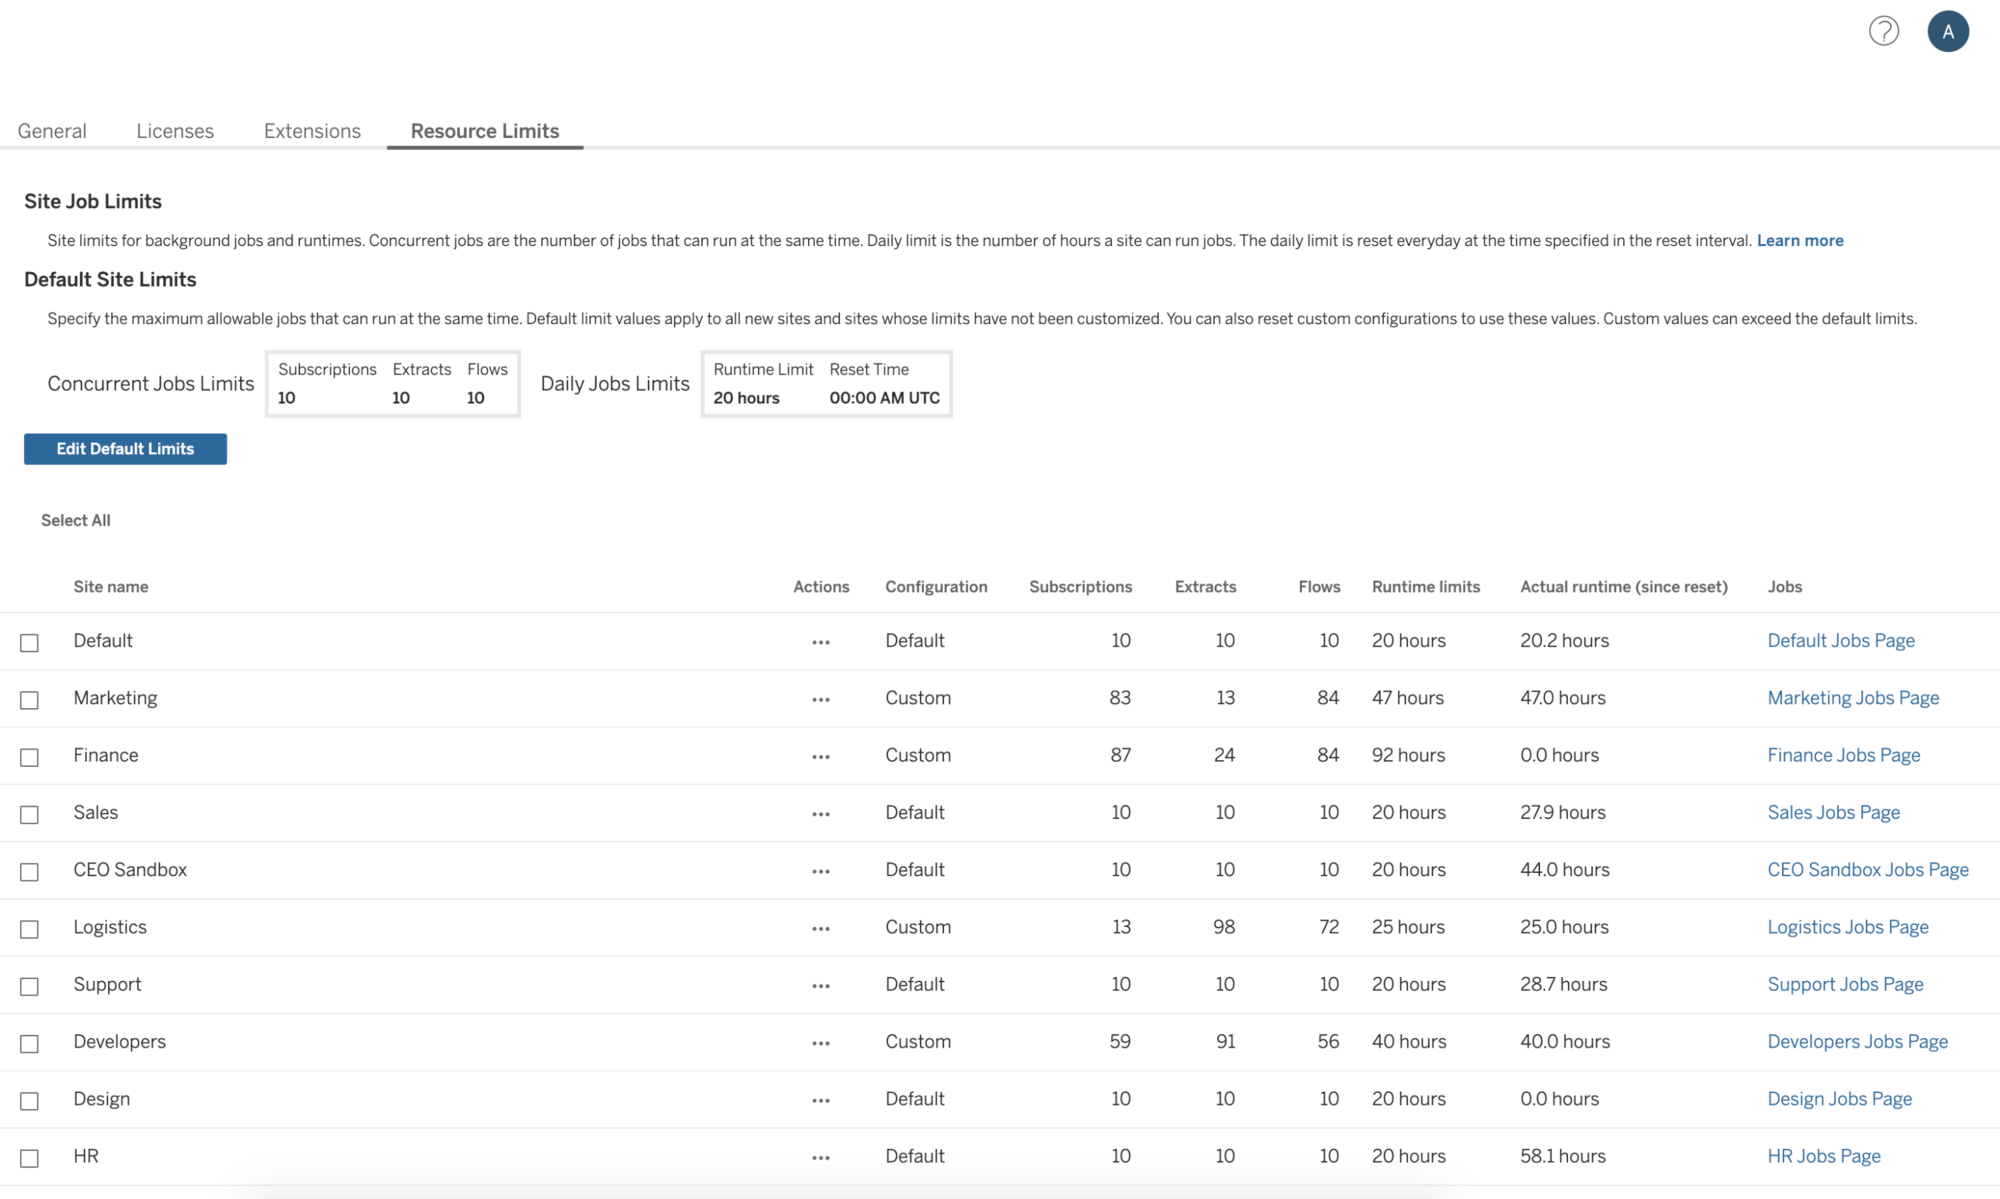 ? A
General Licenses Extensions Resource Limits
Site Job Limits
Site limits for background jobs and runtimes. Concurrent jobs are the number of jobs that can run at the same time. Daily limit is the number of hours a site can run jobs. The daily limit is reset everyday at the time specified in the reset interval. Learn more
Default Site Limits
Specify the maximum allowable jobs that can run at the same time. Default limit values apply to all new sites and sites whose limits have not been customized. You can also reset custom configurations to use these values. Custom values can exceed the default limits.
Concurrent Jobs Limits Subscriptions Extracts Flows Daily Jobs Limits Runtime Limit Reset Time
10 10 10 20 hours 00:00 AM UTC
Edit Default Limits
Select All
Site name Actions Configuration Subscriptions Extracts Flows Runtime limits Actual runtime (since reset) Jobs
Default ... Default 10 10 10 20 hours 20.2 hours Default Jobs Page
Marketing ... Custom 83 13 84 47 hours 47.0 hours Marketing Jobs Page
Finance ... Custom 87 24 84 92 hours 0.0 hours Finance Jobs Page
Sales ... Default 10 10 10 20 hours 27.9 hours Sales Jobs Page
CEO Sandbox ... Default 10 10 10 20 hours 44.0 hours CEO Sandbox Jobs Page
Logistics ... Custom 13 98 72 25 hours 25.0 hours Logistics Jobs Page
Support ... Default 10 10 10 20 hours 28.7 hours Support Jobs Page
Developers ... Custom 59 91 56 40 hours 40.0 hours Developers Jobs Page
Design ... Default 10 10 10 20 hours 0.0 hours Design Jobs Page
HR ... Default 10 10 10 20 hours 58.1 hours HR Jobs Page